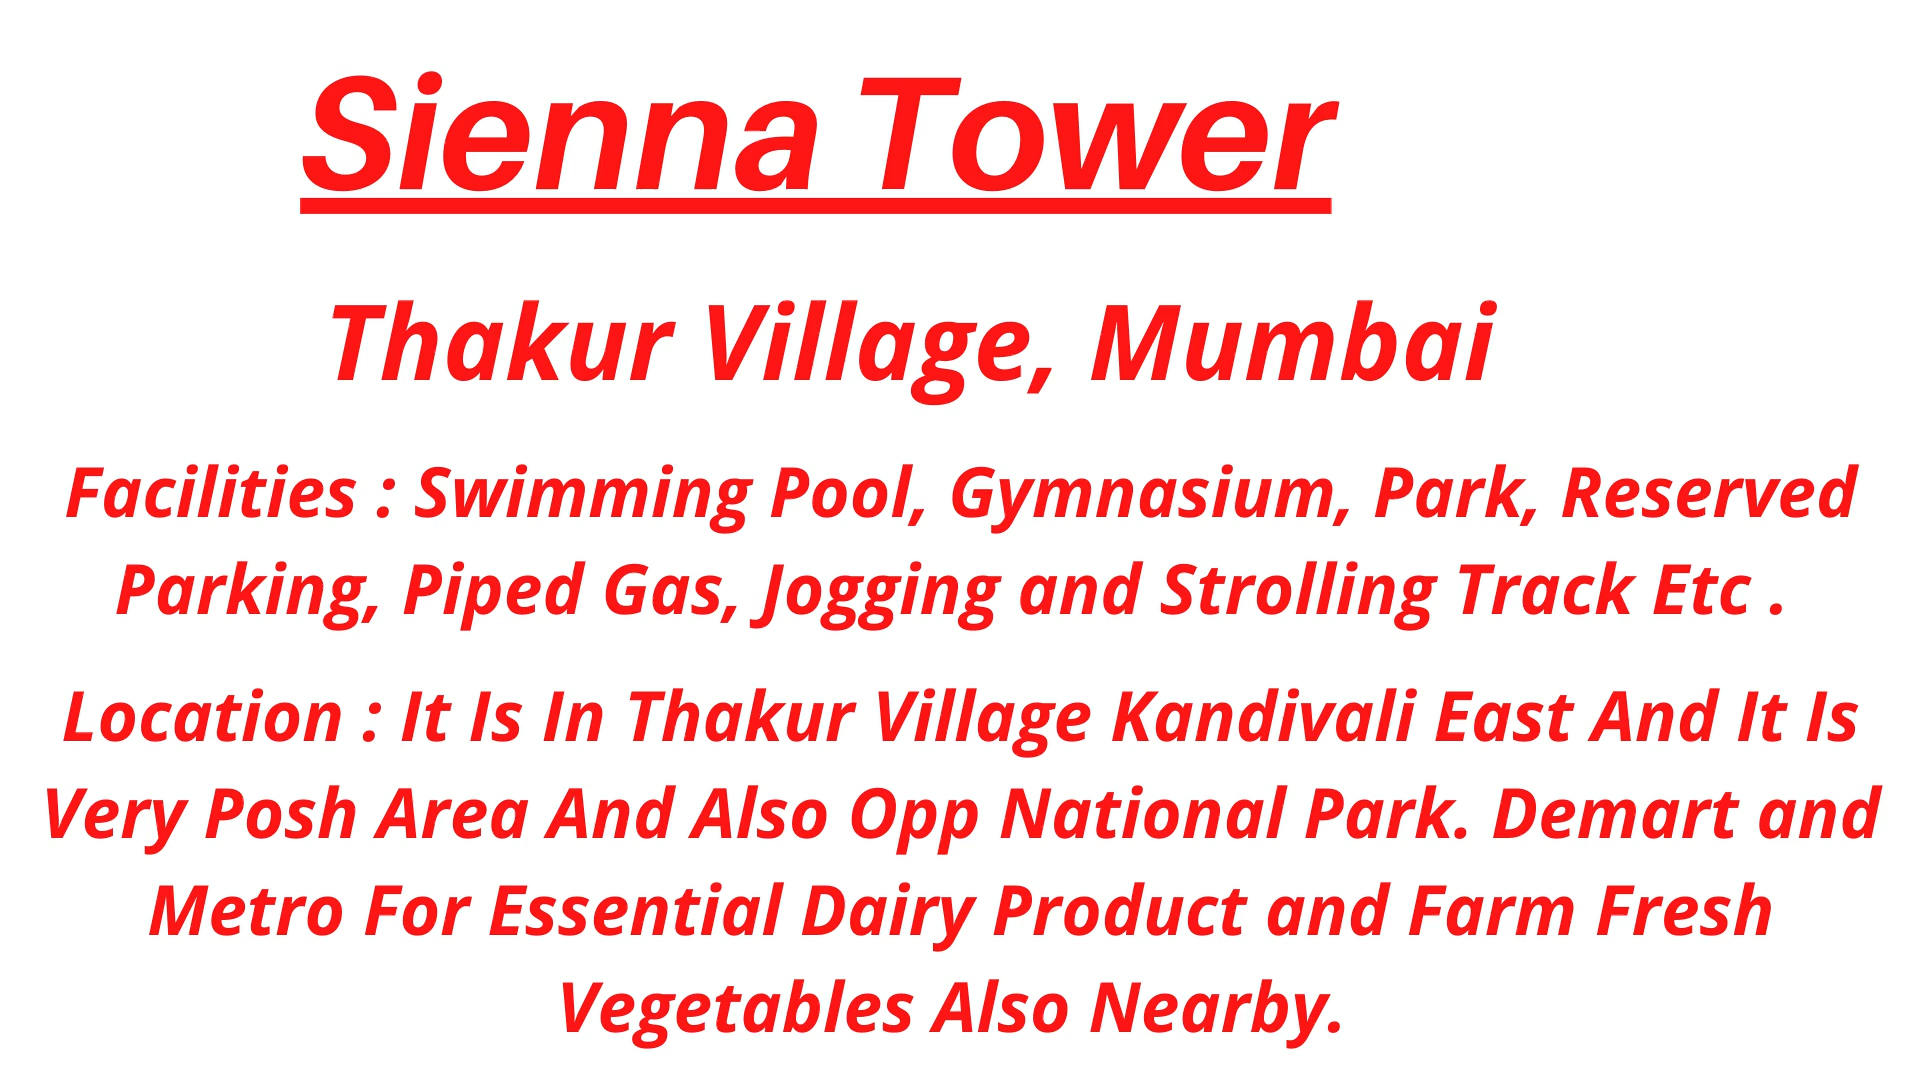 Sienna Tower
Thakur Village, Mumbai
Facilities : Swimming Pool, Gymnasium, Park, Reserved
Parking, Piped Gas, Jogging and Strolling Track Etc .
Location : It Is In Thakur Village Kandivali East And It Is
Very Posh Area And Also Opp National Park. Demart and
Metro For Essential Dairy Product and Farm Fresh
Vegetables Also Nearby.